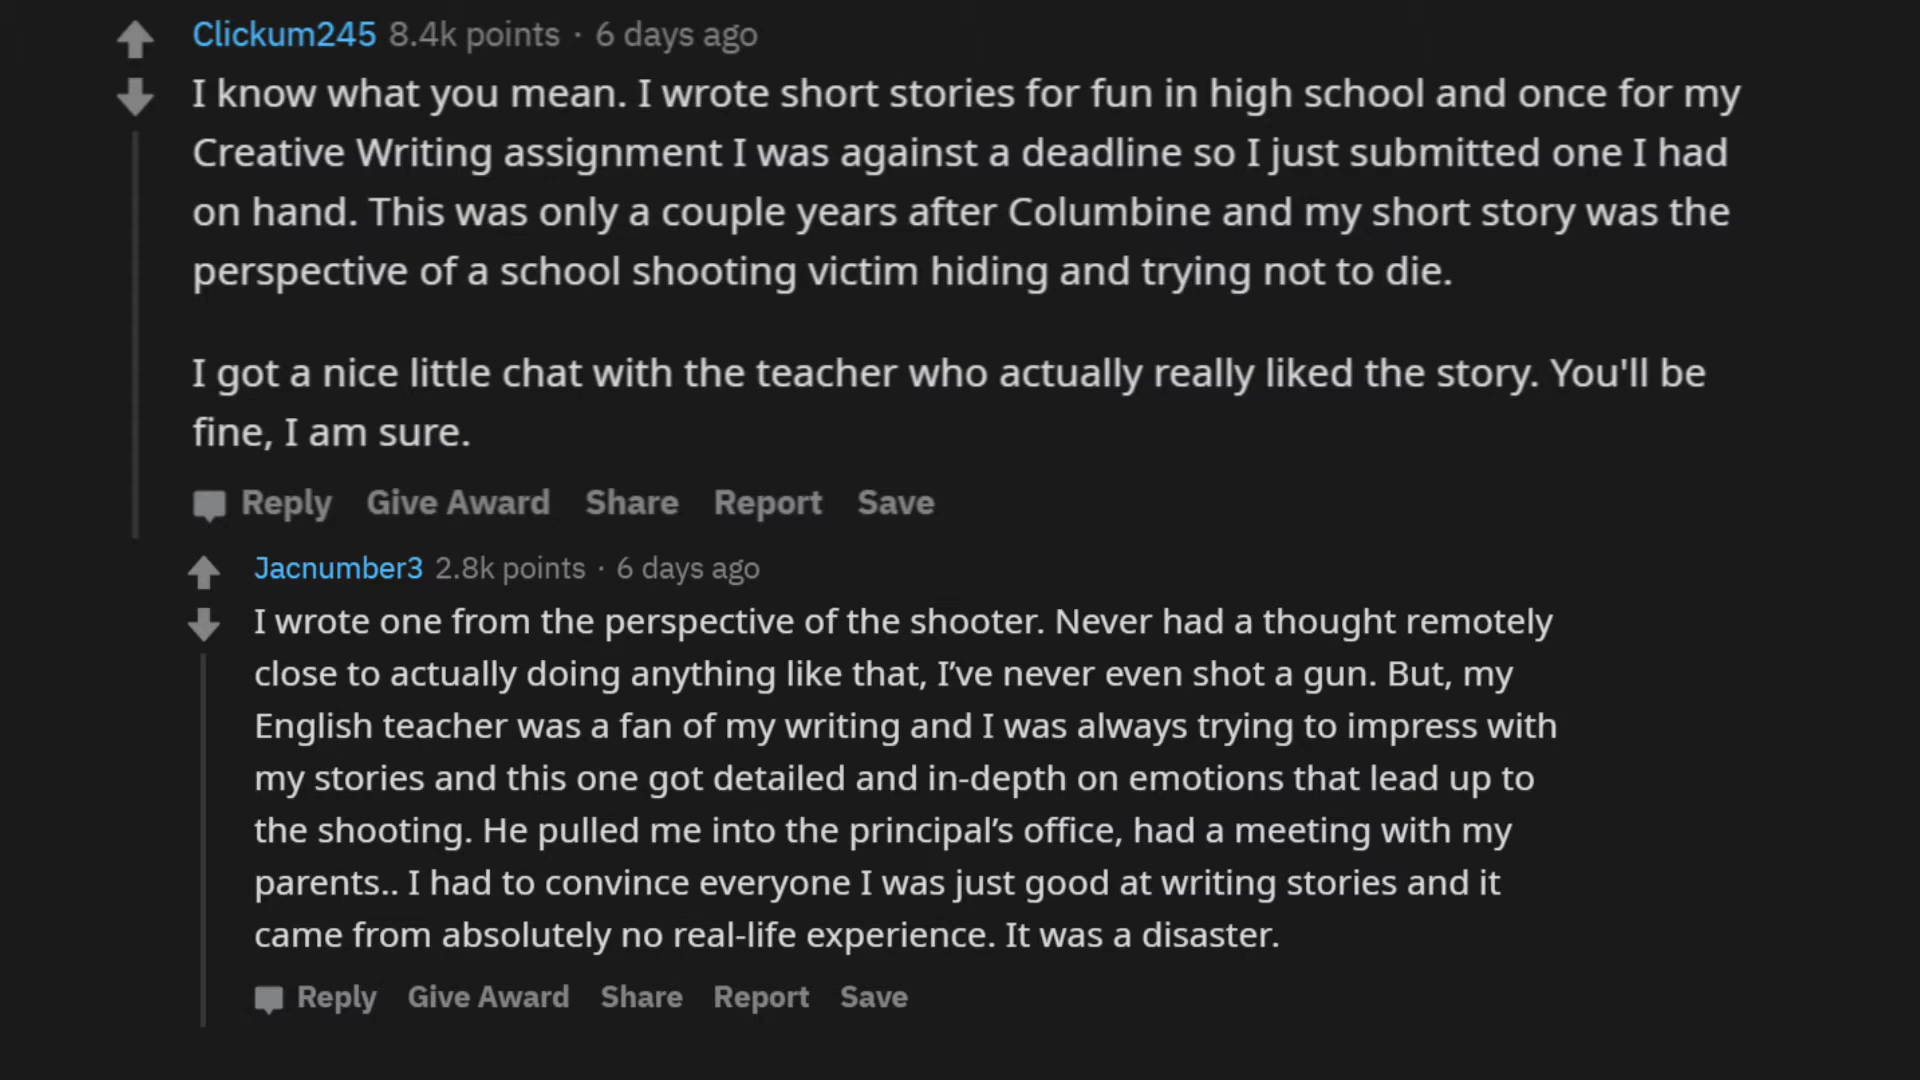 Clickum245 8.4k points · 6 days ago
I know what you mean. I wrote short stories for fun in high school and once for my
Creative Writing assignment I was against a deadline so I just submitted one I had
on hand. This was only a couple years after Columbine and my short story was the
perspective of a school shooting victim hiding and trying not to die.
I got a nice little chat with the teacher who actually really liked the story. You'll be
fine, I am sure.
Reply Give Award Share Report Save
Jacnumber3 2.8k points · 6 days ago
I wrote one from the perspective of the shooter. Never had a thought remotely
close to actually doing anything like that, I’ve never even shot a gun. But, my
English teacher was a fan of my writing and I was always trying to impress with
my stories and this one got detailed and in-depth on emotions that lead up to
the shooting. He pulled me into the principal’s office, had a meeting with my
parents.. I had to convince everyone I was just good at writing stories and it
came from absolutely no real-life experience. It was a disaster.
Reply Give Award Share Report Save